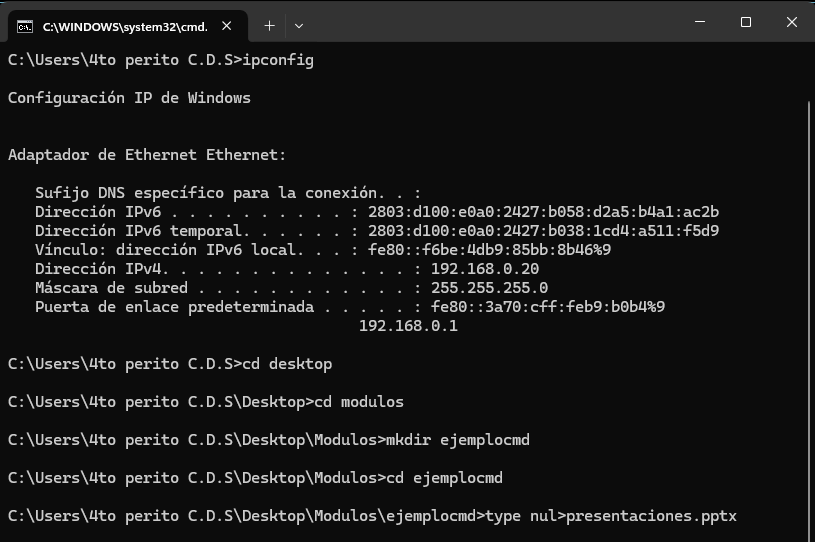 C:\WINDOWS\system32\cmd.
C:\Users\4to perito C.D.S>ipconfig
Configuración IP de Windows
Adaptador de Ethernet Ethernet:
Sufijo DNS específico para la conexión. . :
Dirección IPv6 . . . . . . . . . . : 2803:d100:e0a0:2427:b058:d2a5:b4a1:ac2b
Dirección IPv6 temporal. . . . . . : 2803:d100:e0a0:2427:b038:1cd4:a511:f5d9
Vínculo: dirección IPv6 local. . . : fe80::f6be:4db9:85bb:8b46%9
Dirección IPv4. . . . . . . . . . . . . . : 192.168.0.20
Máscara de subred . . . . . . . . . . . . : 255.255.255.0
Puerta de enlace predeterminada . . . . . : fe80::3a70:cff:feb9:b0b4%9
192.168.0.1
C:\Users\4to perito C.D.S>cd desktop
C:\Users\4to perito C.D.S\Desktop>cd modulos
C:\Users\4to perito C.D.S\Desktop\Modulos>mkdir ejemplocmd
C:\Users\4to perito C.D.S\Desktop\Modulos>cd ejemplocmd
C:\Users\4to perito C.D.S\Desktop\Modulos\ejemplocmd>type nul>presentaciones.pptx